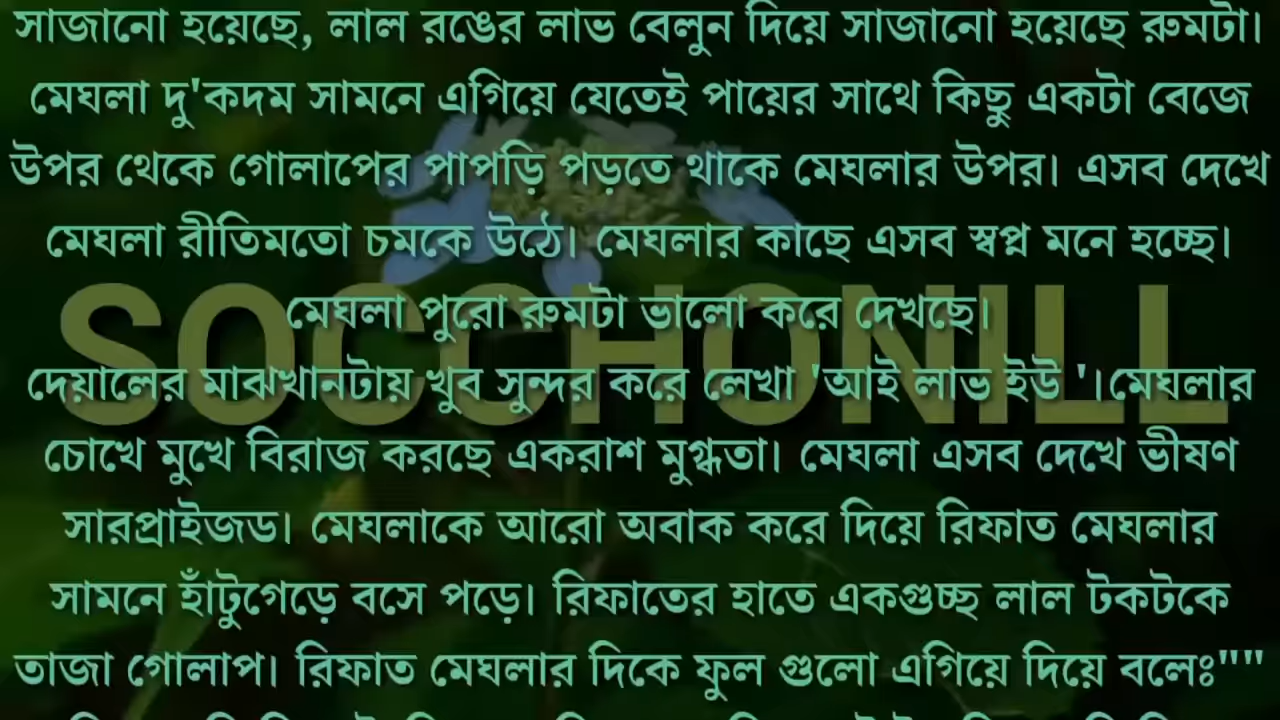 সাজানো হয়েছে, লাল রঙের লাভ বেলুন দিয়ে সাজানো হয়েছে রুমটা।
মেঘলা দু'কদম সামনে এগিয়ে যেতেই পায়ের সাথে কিছু একটা বেজে
উপর থেকে গোলাপের পাপড়ি পড়তে থাকে মেঘলার উপর। এসব দেখে
মেঘলা রীতিমতো চমকে উঠে। মেঘলার কাছে এসব স্বপ্ন মনে হচ্ছে।
মেঘলা পুরো রুমটা ভালো করে দেখছে।
SOCCHONILL
দেয়ালের মাঝখানটায় খুব সুন্দর করে লেখা 'আই লাভ ইউ '।মেঘলার
চোখে মুখে বিরাজ করছে একরাশ মুগ্ধতা। মেঘলা এসব দেখে ভীষণ
সারপ্রাইজড। মেঘলাকে আরো অবাক করে দিয়ে রিফাত মেঘলার
সামনে হাঁটুগেড়ে বসে পড়ে। রিফাতের হাতে একগুচ্ছ লাল টকটকে
তাজা গোলাপ। রিফাত মেঘলার দিকে ফুল গুলো এগিয়ে দিয়ে বলেঃ""